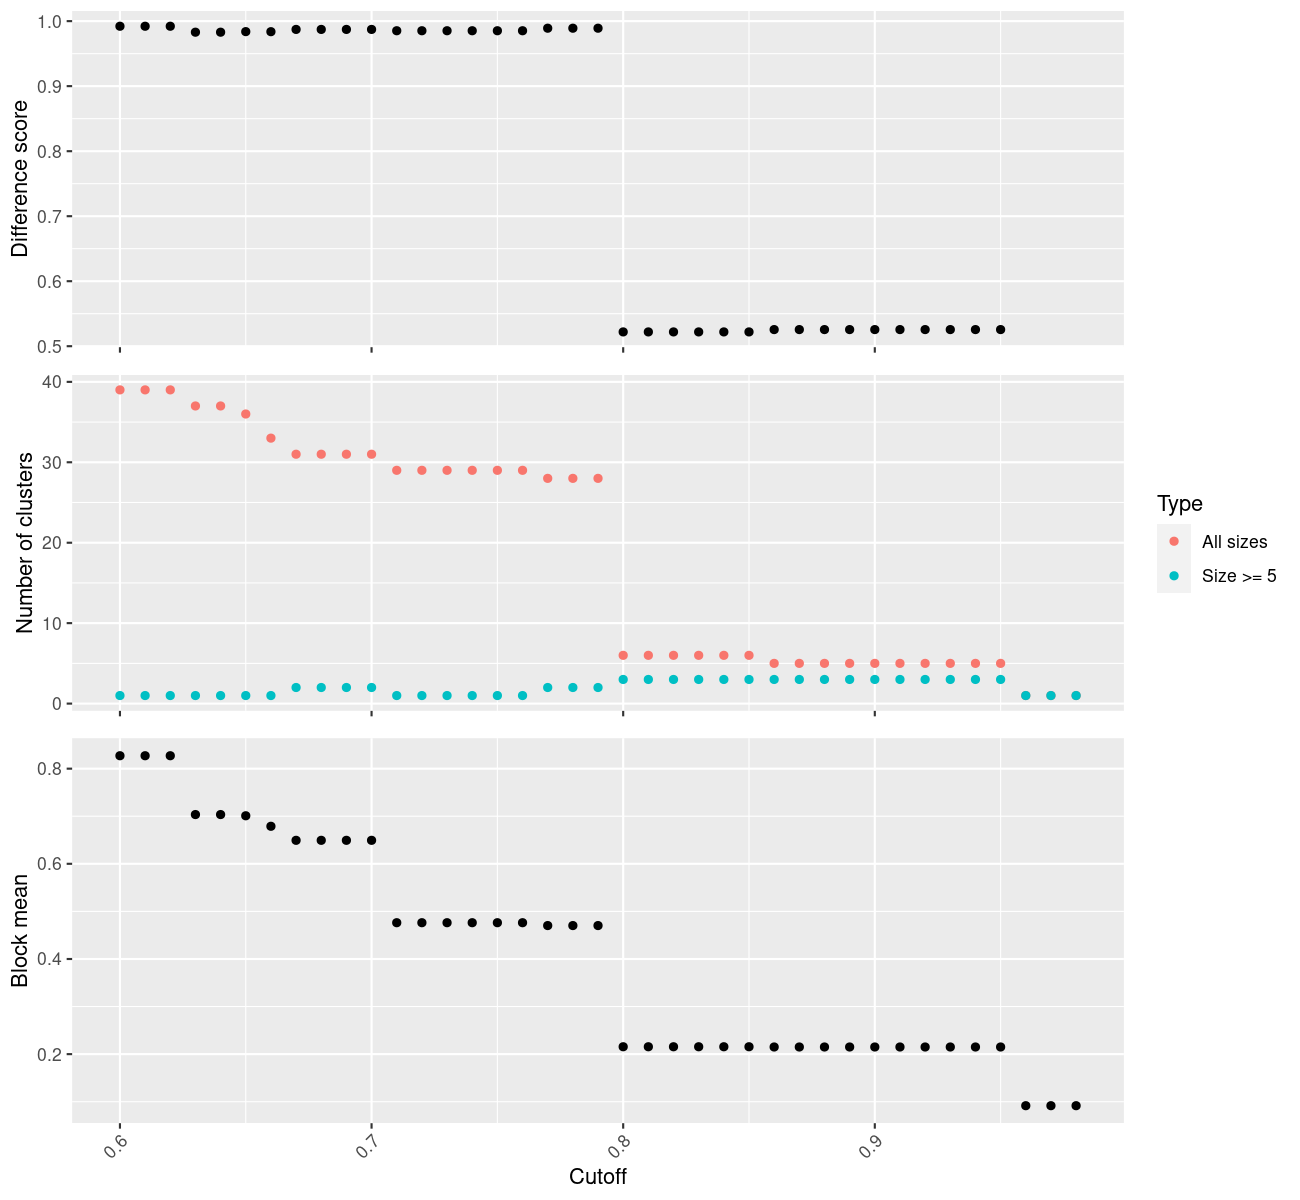 Difference score
1.0
0.9
0.8
0.7
0.6
0.5
Number of clusters
40
30
20
10
0
Type
All sizes
Size >= 5
Block mean
0.8
0.6
0.4
0.2
0.6
0.7
0.8
0.9
Cutoff